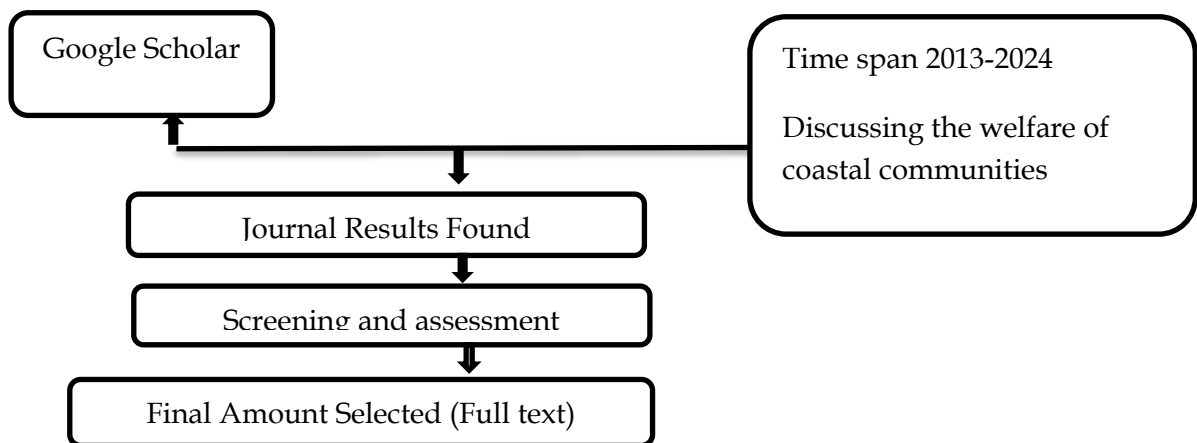 Google Scholar
Time span 2013-2024
Discussing the welfare of
coastal communities
Journal Results Found
Screening and assessment
Final Amount Selected (Full text)